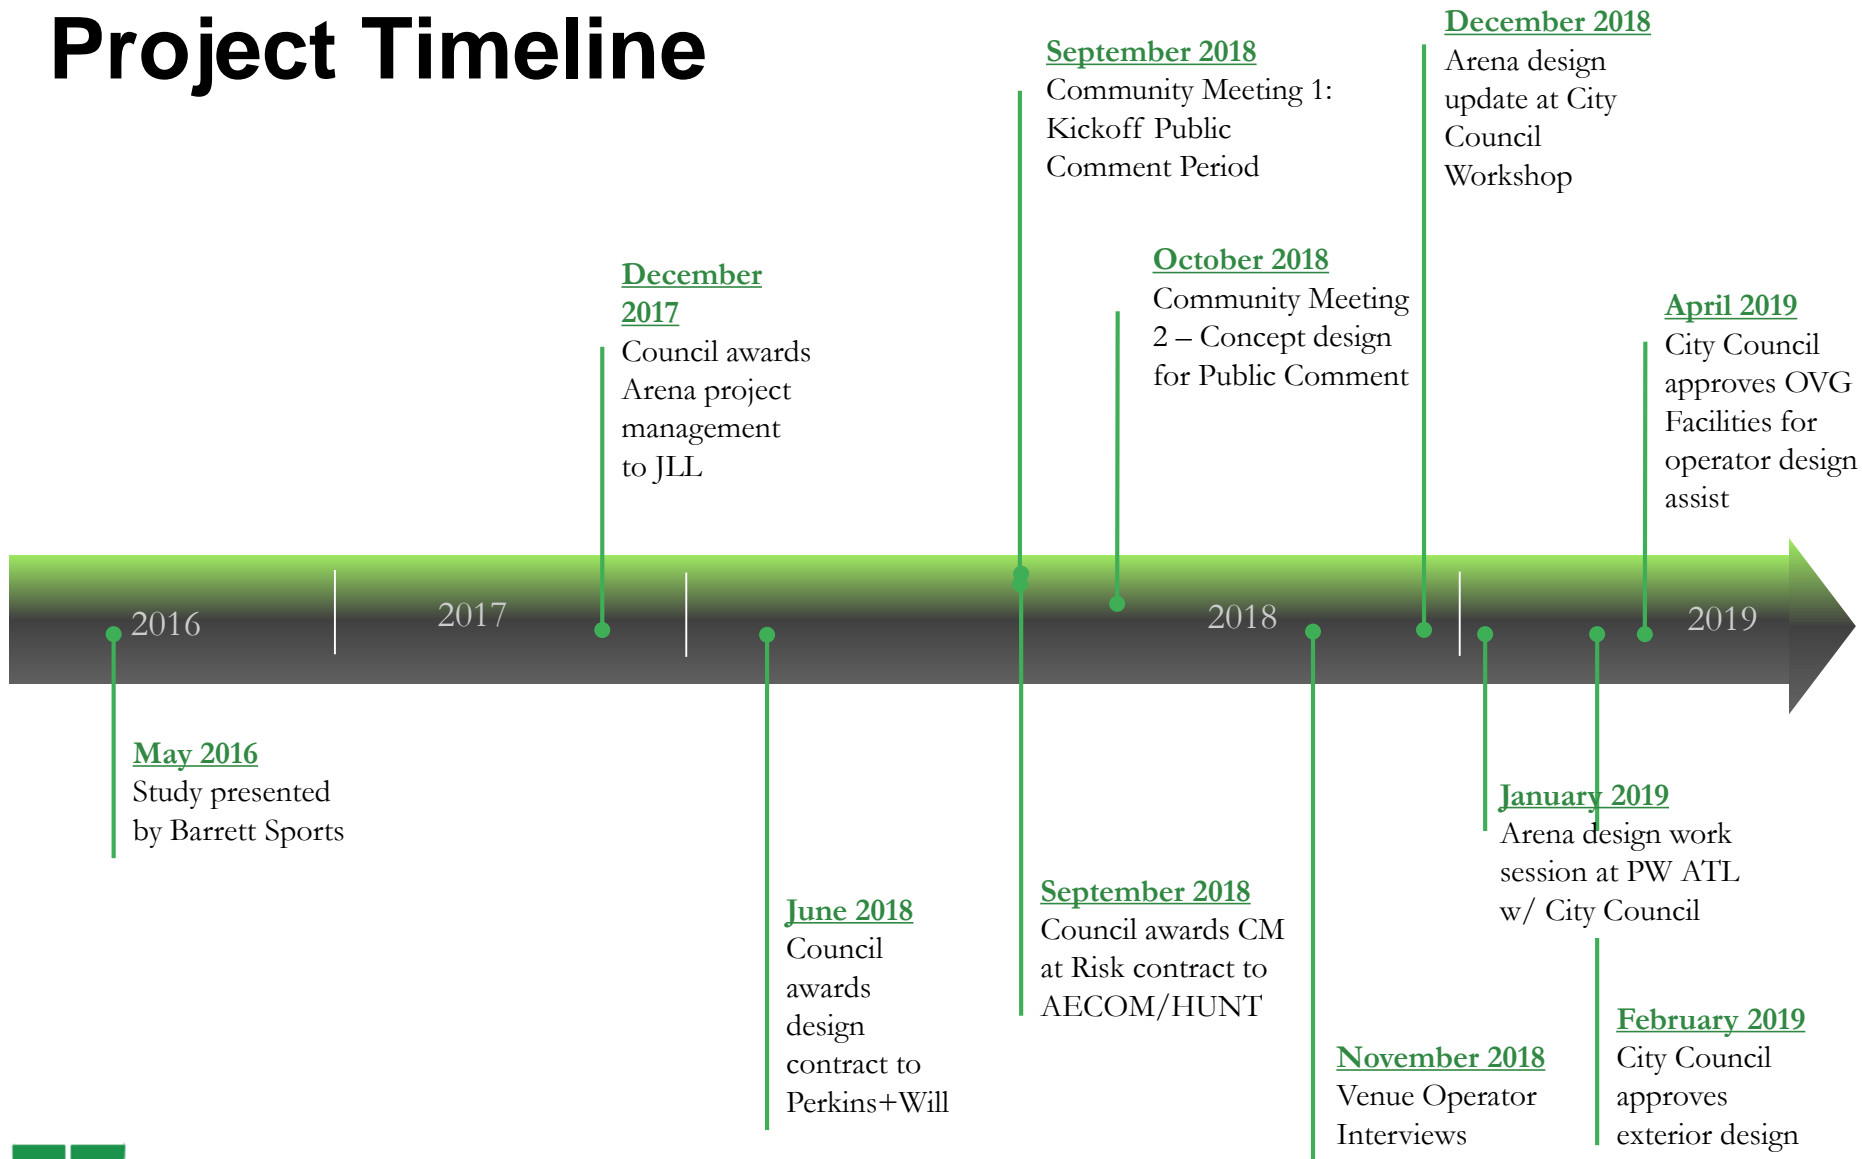 Project Timeline
September 2018
Community Meeting 1:
Kickoff Public
Comment Period
December 2018
Arena design
update at City
Council
Workshop
December
2017
Council awards
Arena project
management
to JLL
October 2018
Community Meeting
2 – Concept design
for Public Comment
April 2019
City Council
approves OVG
Facilities for
operator design
assist
2016
2017
2018
2019
May 2016
Study presented
by Barrett Sports
June 2018
Council
awards
design
contract to
Perkins+Will
September 2018
Council awards CM
at Risk contract to
AECOM/HUNT
November 2018
Venue Operator
Interviews
January 2019
Arena design work
session at PW ATL
w/ City Council
February 2019
City Council
approves
exterior design